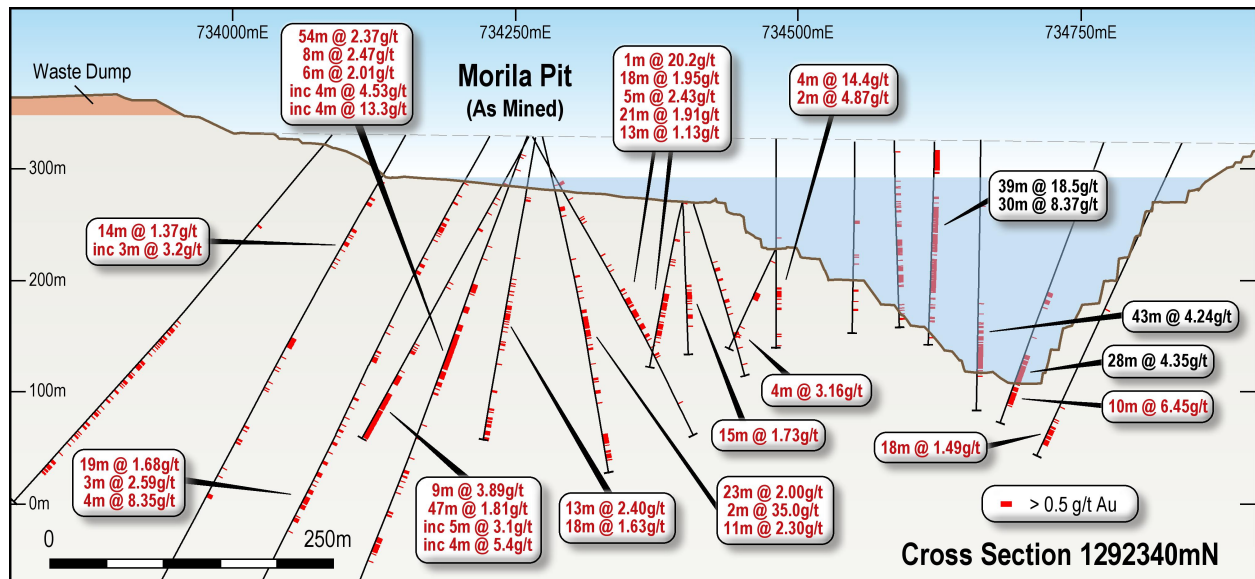 734000mE
734250mE
734500mE
734750mE
54m @ 2.37g/t
8m @ 2.47g/t
6m @ 2.01g/t
inc 4m @ 4.53g/t
inc 4m @ 13.3g/t
Waste Dump
Morila Pit
(As Mined)
1m @ 20.2g/t
18m @ 1.95g/t
5m @ 2.43g/t
21m @ 1.91g/t
13m @ 1.13g/t
4m @ 14.4g/t
2m @ 4.87g/t
300m
39m @ 18.5g/t
30m @ 8.37g/t
14m @ 1.37g/t
inc 3m @ 3.2g/t
200m
43m @ 4.24g/t
28m @ 4.35g/t
4m @ 3.16g/t
100m
10m @ 6.45g/t
15m @ 1.73g/t
18m @ 1.49g/t
19m @ 1.68g/t
3m @ 2.59g/t
4m @ 8.35g/t
9m @ 3.89g/t
47m @ 1.81g/t
inc 5m @ 3.1g/t
inc 4m @ 5.4g/t
13m @ 2.40g/t
18m @ 1.63g/t
23m @ 2.00g/t
2m @ 35.0g/t
11m @ 2.30g/t
0m
> 0.5 g/t Au
0
250m
Cross Section 1292340mN